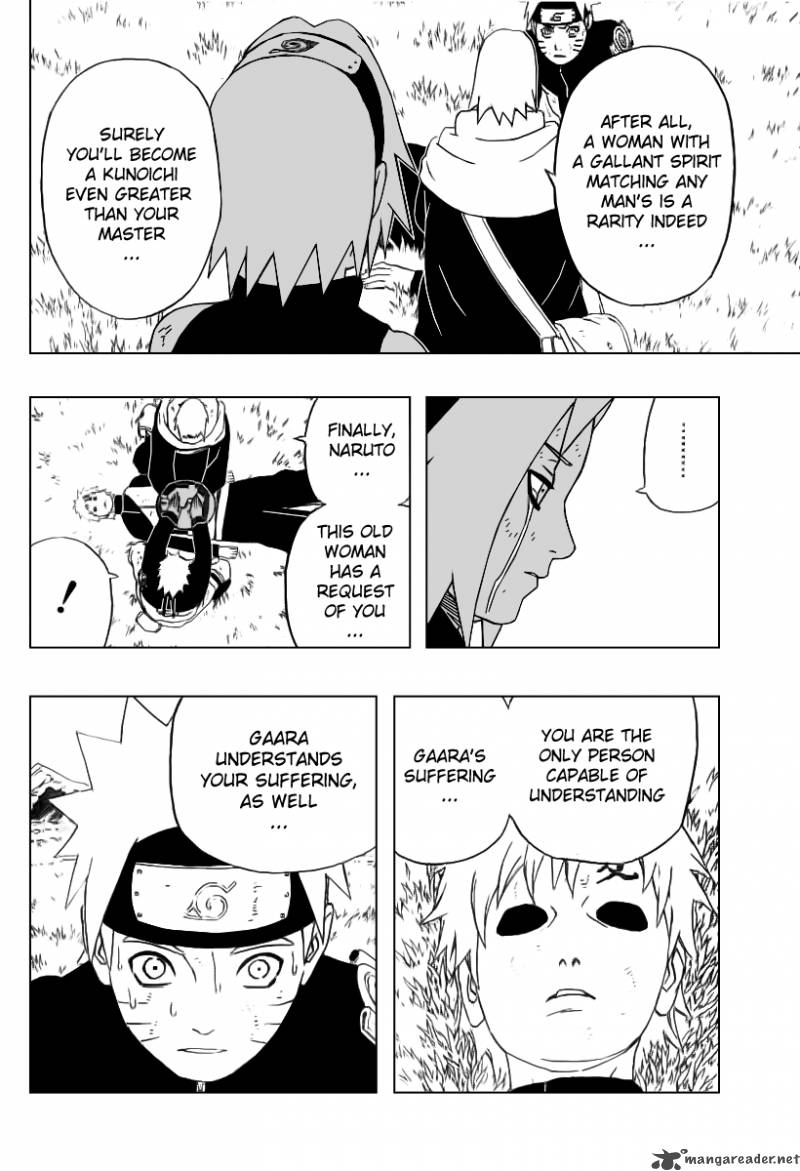 AFTER ALL,
A WOMAN WITH
A GALLANT SPIRIT
MATCHING ANY
MAN'S IS A
RARITY INDEED
...
SURELY
YOU'LL BECOME
A KUNOICHI
EVEN GREATER
THAN YOUR
MASTER
...
.........
FINALLY,
NARUTO
...
THIS OLD
WOMAN
HAS A
REQUEST
OF YOU
...
!
YOU ARE THE
ONLY PERSON
CAPABLE OF
UNDERSTANDING
GAARA'S
SUFFERING
...
GAARA
UNDERSTANDS
YOUR SUFFERING,
AS WELL
...
mangareader.net